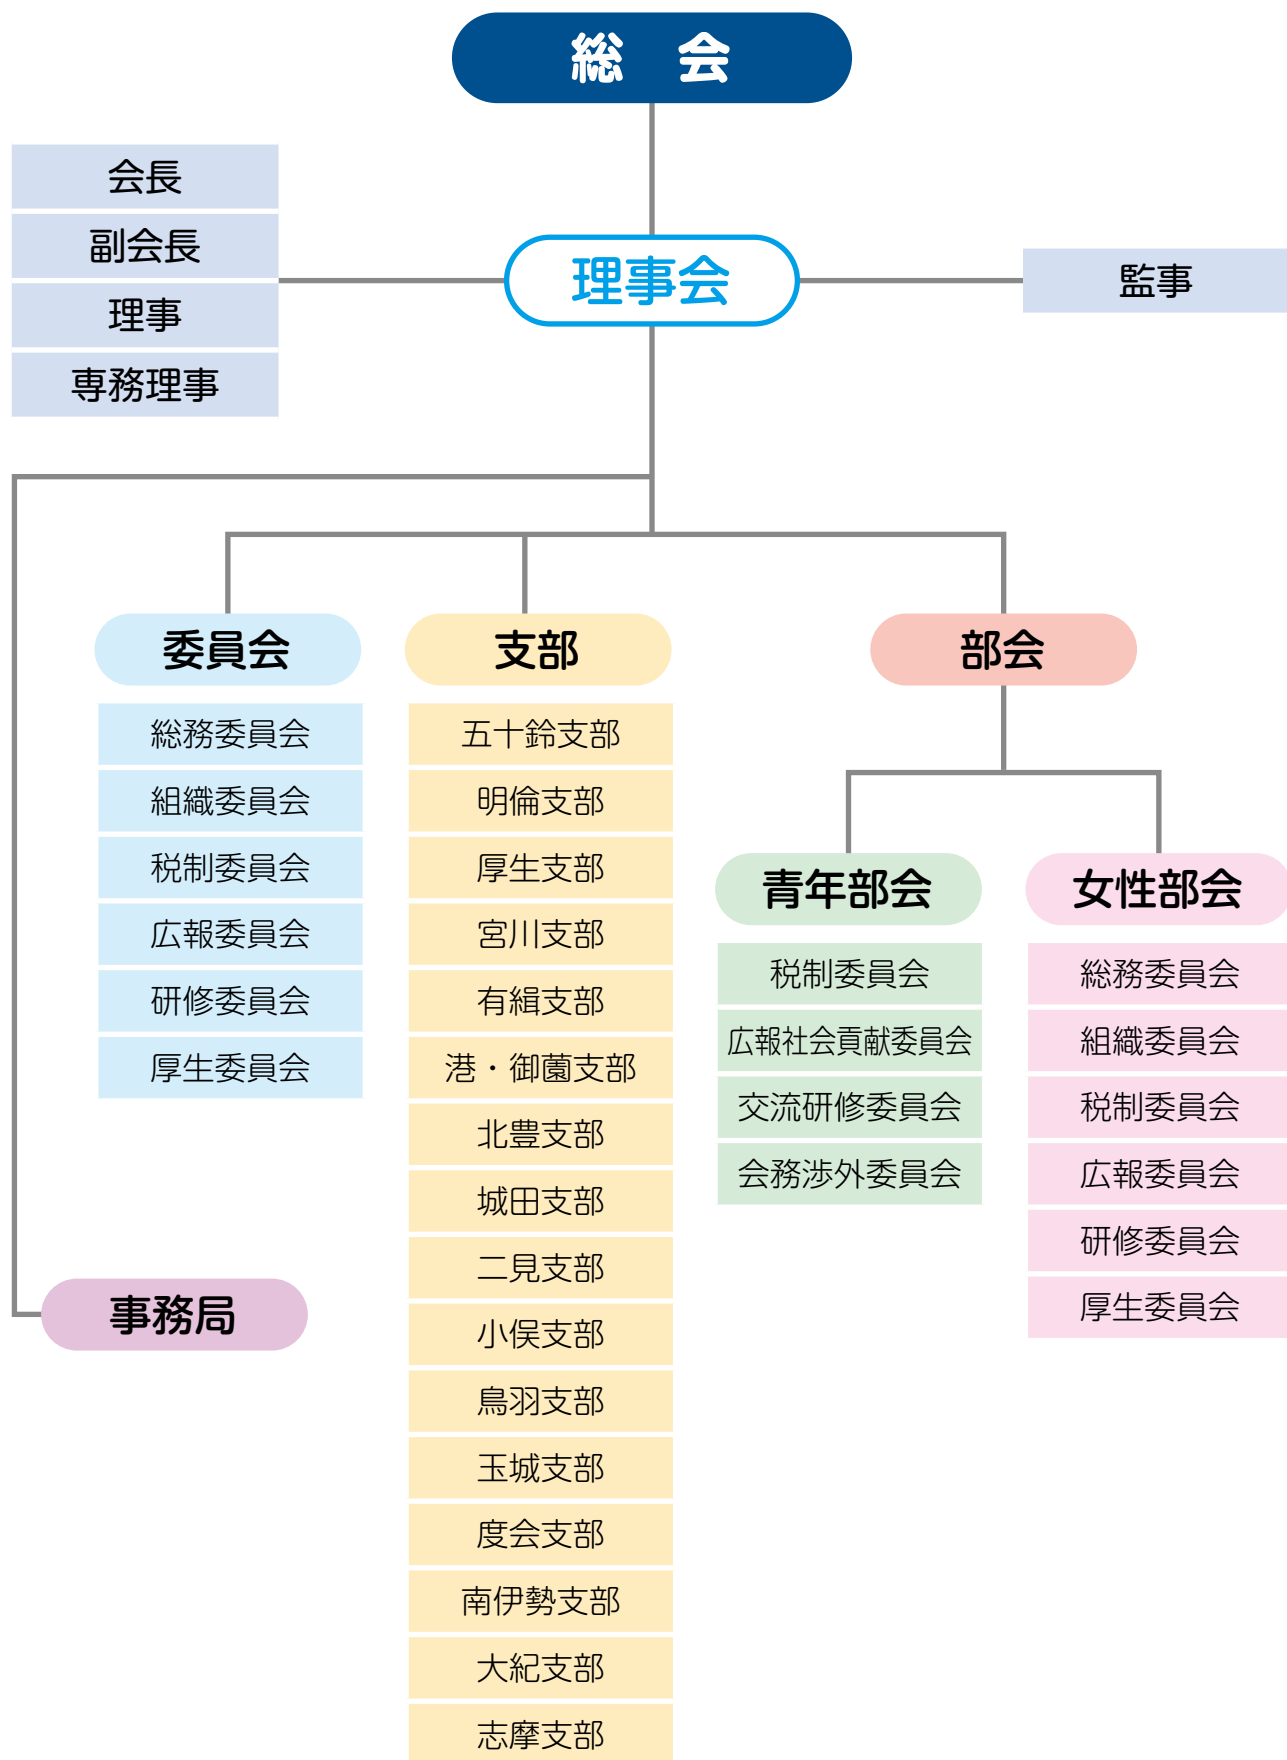 総　会
会長
副会長
理事
専務理事
理事会
監事
委員会
総務委員会
組織委員会
税制委員会
広報委員会
研修委員会
厚生委員会
支部
五十鈴支部
明倫支部
厚生支部
宮川支部
有緝支部
港・御薗支部
北豊支部
城田支部
二見支部
小俣支部
鳥羽支部
玉城支部
度会支部
南伊勢支部
大紀支部
志摩支部
部会
青年部会
税制委員会
広報社会貢献委員会
交流研修委員会
会務渉外委員会
女性部会
総務委員会
組織委員会
税制委員会
広報委員会
研修委員会
厚生委員会
事務局